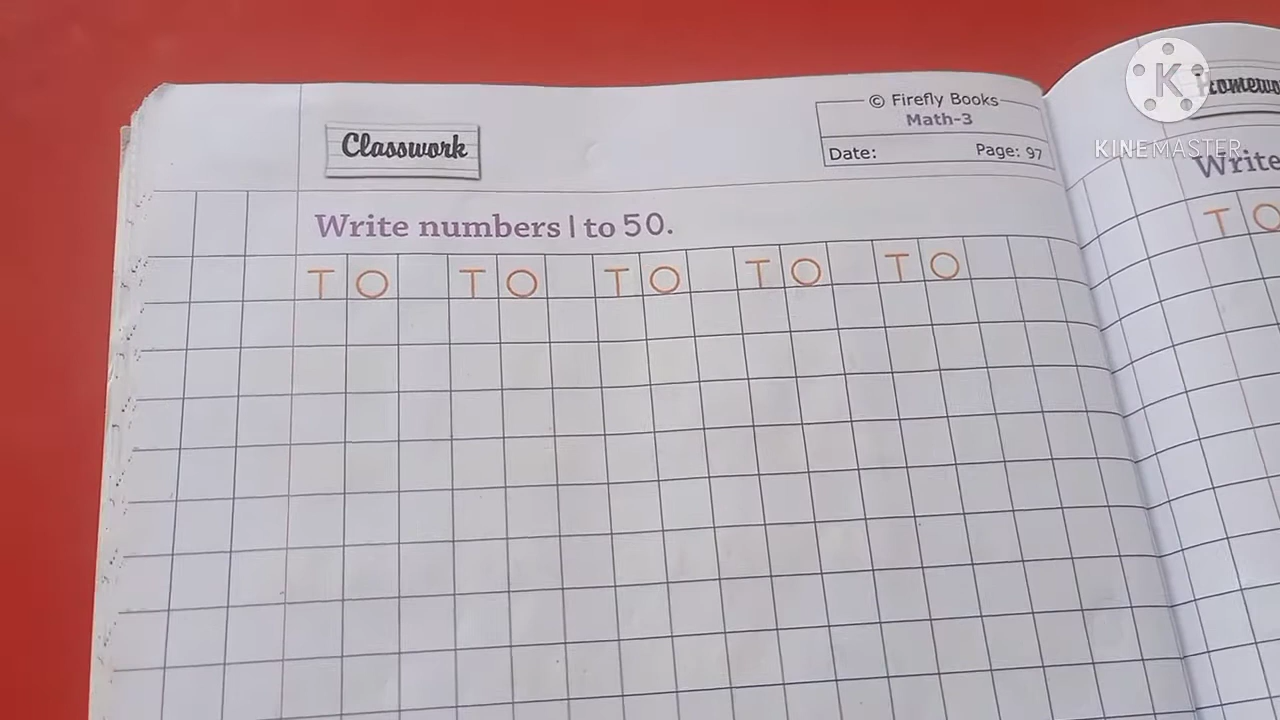 © Firefly Books
Math-3
Classwork
Date: Page: 97
Write numbers 1 to 50.
T O T O T O T O T O
Write
T O
K
KINEMASTER